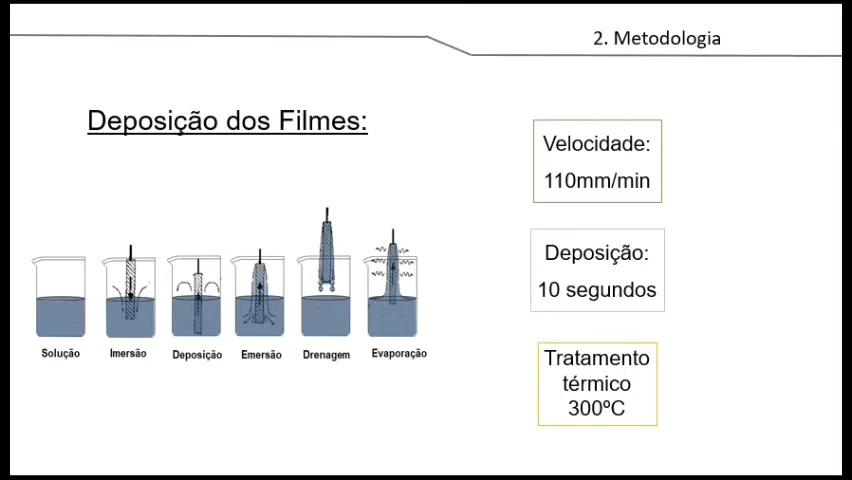 2. Metodologia
Deposição dos Filmes:
Velocidade:
110mm/min
Deposição:
10 segundos
Tratamento
térmico
300ºC
Solução
Imersão
Deposição
Emersão
Drenagem
Evaporação